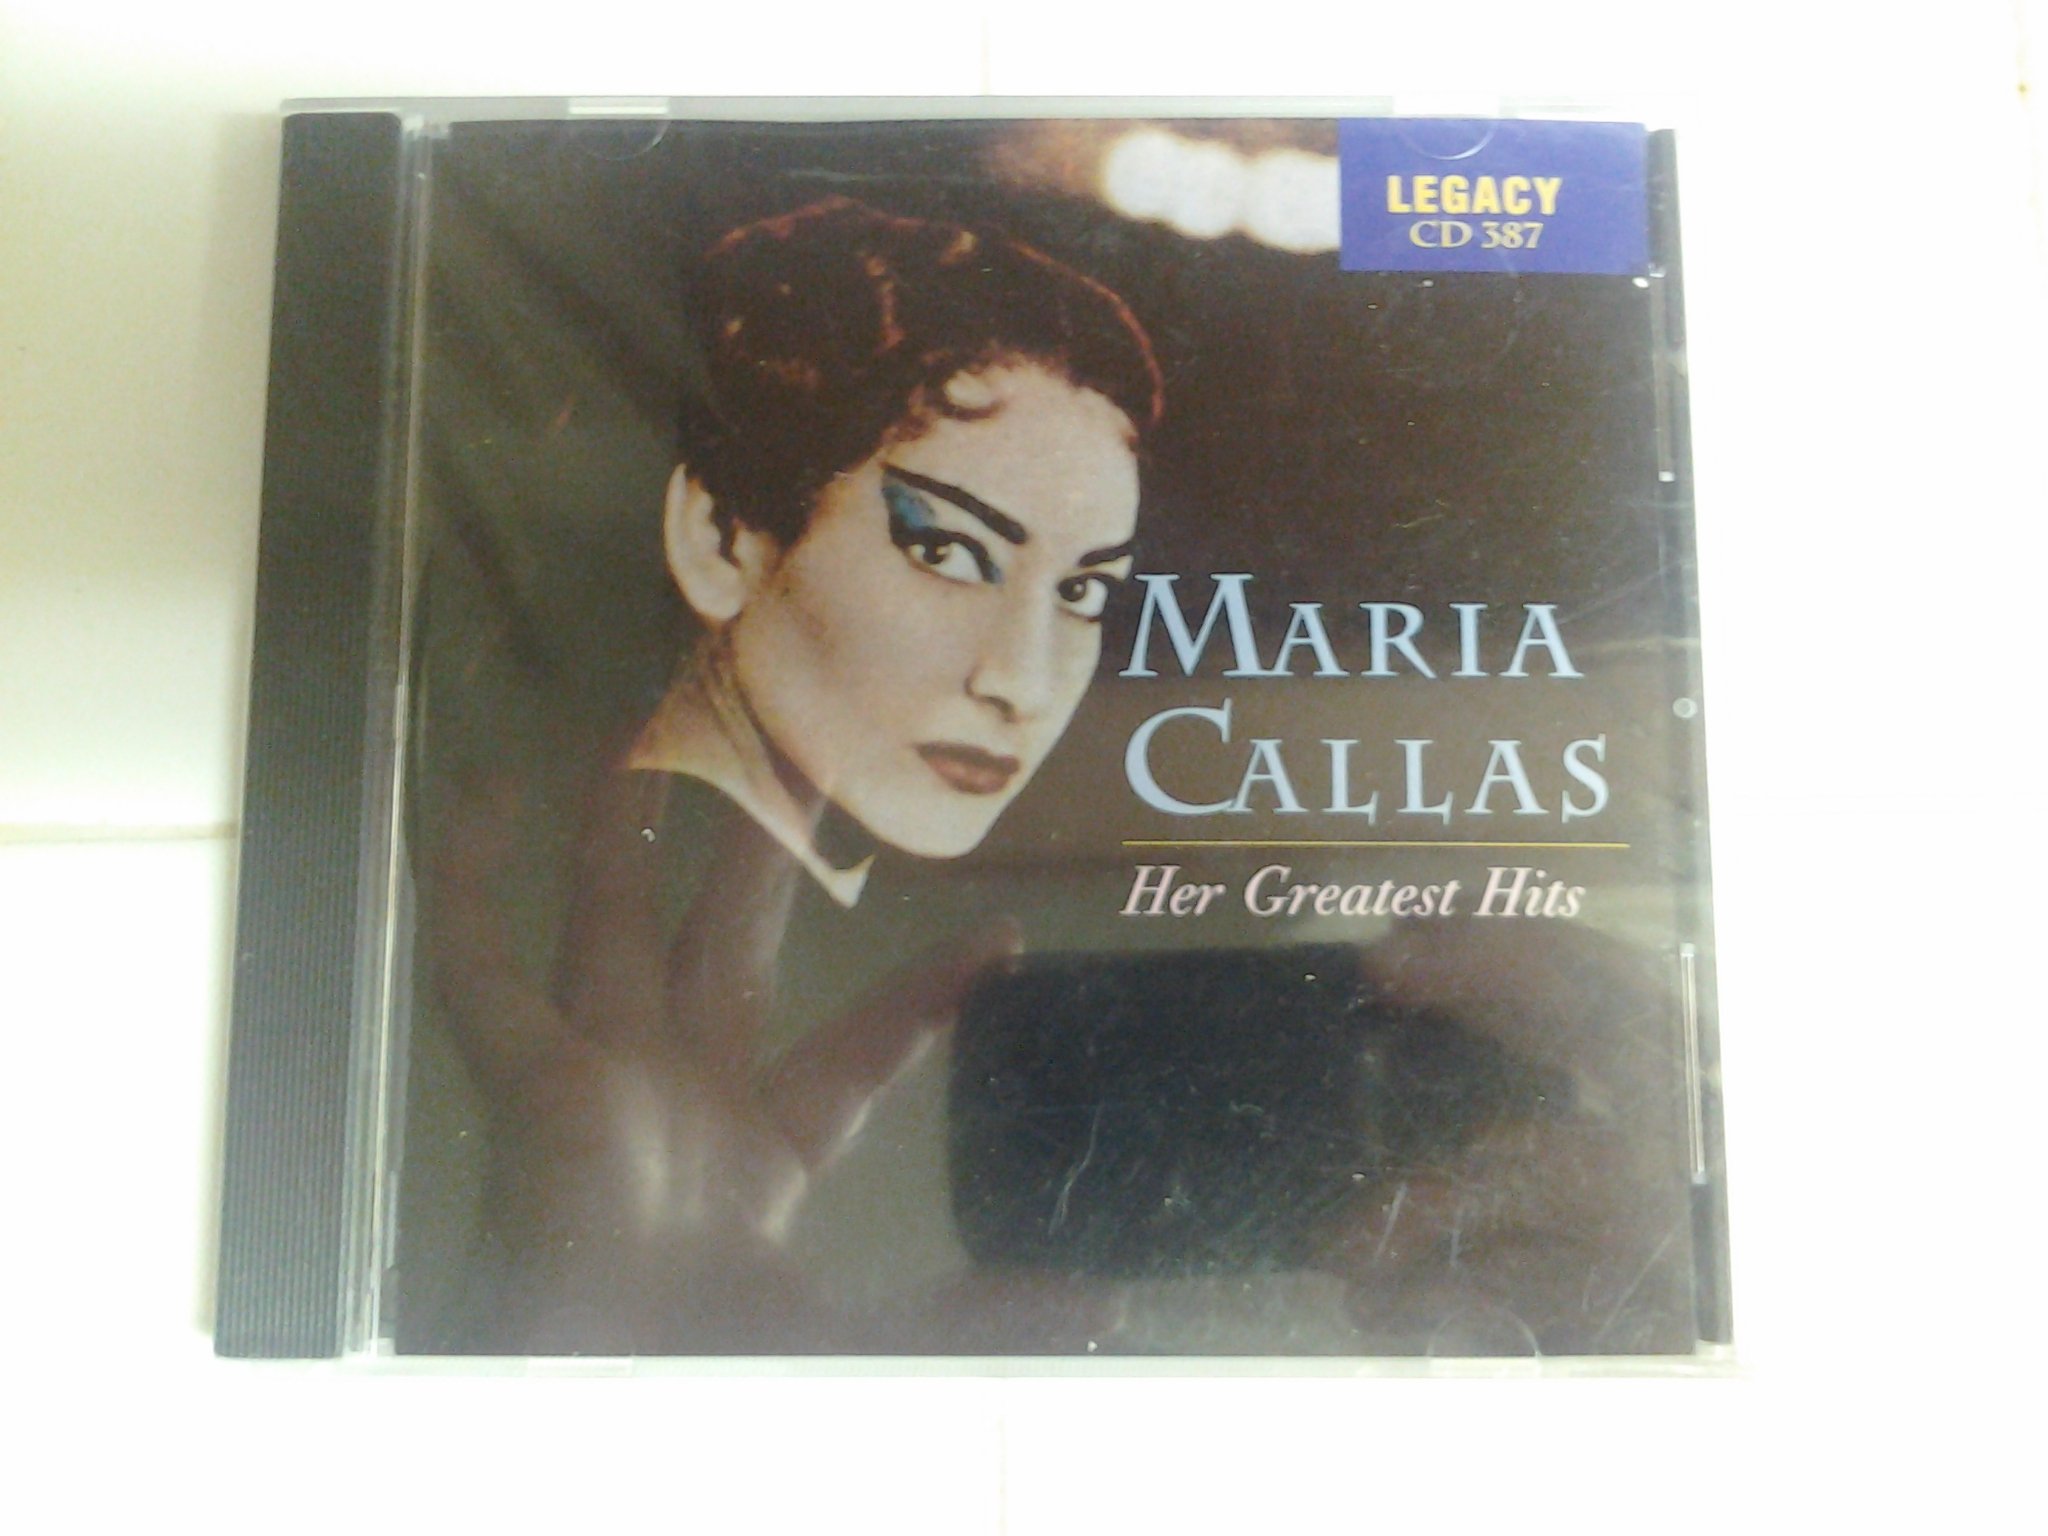 LEGACY
CD 387
MARIA
CALLAS
Her Greatest Hits